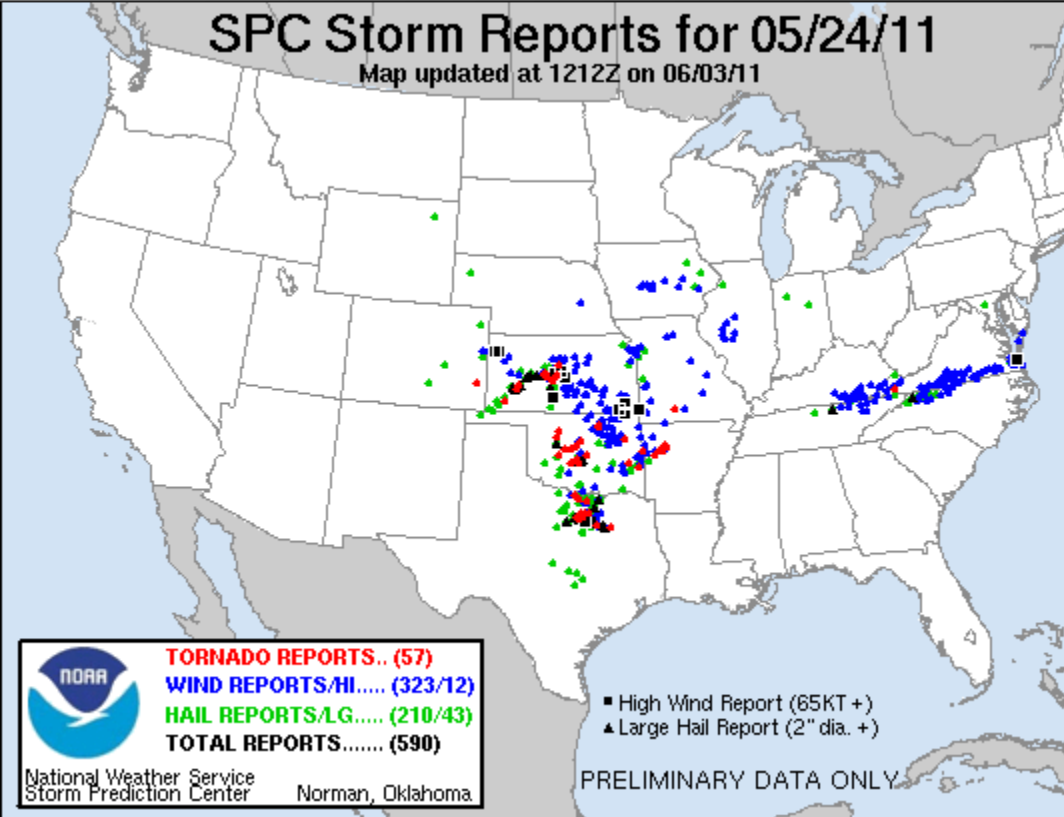 SPC Storm Reports for 05/24/11
Map updated at 1212Z on 06/03/11
NOAA
TORNADO REPORTS.. (57)
WIND REPORTS/HI..... (323/12)
HAIL REPORTS/LG..... (210/43)
TOTAL REPORTS....... (590)
National Weather Service
Storm Prediction Center Norman, Oklahoma
High Wind Report (65KT +)
Large Hail Report (2" dia. +)
PRELIMINARY DATA ONLY